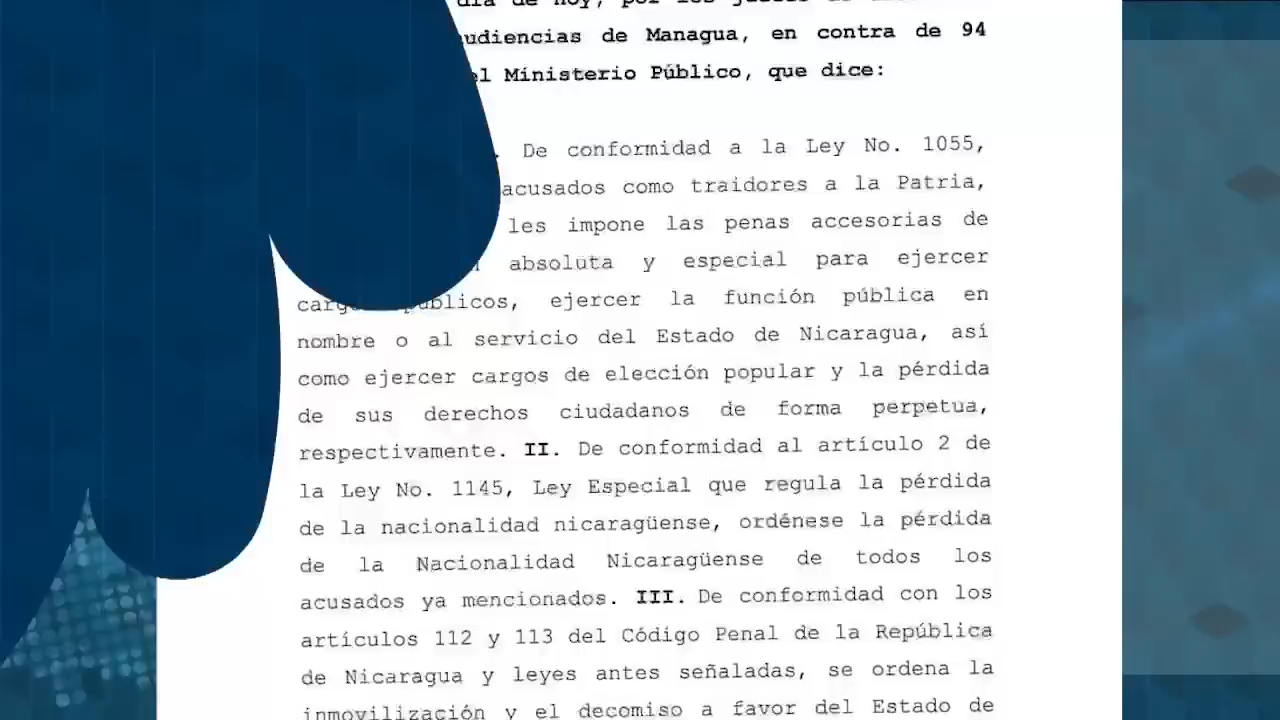 día de hoy, por los
udiencias de Managua, en contra de 94
el Ministerio Público, que dice:
. De conformidad a la Ley No. 1055,
acusados como traidores a la Patria,
les impone las penas accesorias de
absoluta y especial para ejercer
cargos públicos, ejercer la función pública en
nombre o al servicio del Estado de Nicaragua, así
como ejercer cargos de elección popular y la pérdida
de sus derechos ciudadanos de forma perpetua,
respectivamente. II. De conformidad al artículo 2 de
la Ley No. 1145, Ley Especial que regula la pérdida
de la nacionalidad nicaragüense, ordénese la pérdida
de la Nacionalidad Nicaragüense de todos los
acusados ya mencionados. III. De conformidad con los
artículos 112 y 113 del Código Penal de la República
de Nicaragua y leyes antes señaladas, se ordena la
inmovilización y el decomiso a favor del Estado de